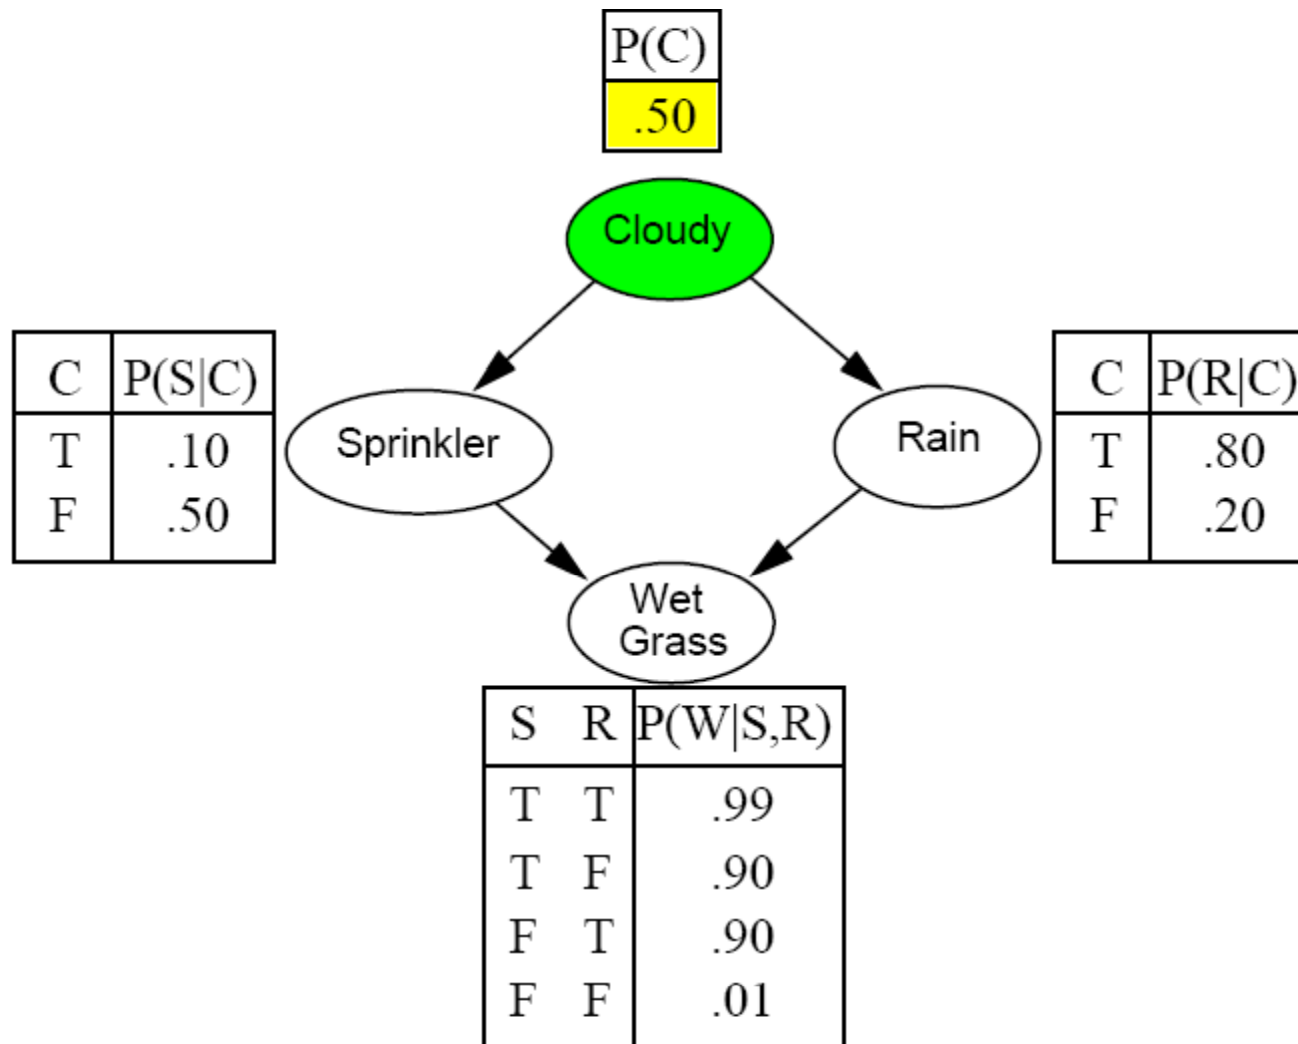 P(C)
.50
Cloudy
C P(S|C)
T .10
F .50
Sprinkler
Rain
C P(R|C)
T .80
F .20
Wet
Grass
S R P(W|S,R)
T T .99
T F .90
F T .90
F F .01